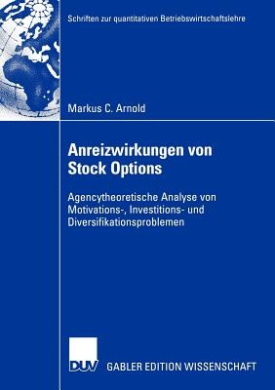 Schriften zur quantitativen Betriebswirtschaftslehre
Markus C. Arnold
Anreizwirkungen von
Stock Options
Agencytheoretische Analyse von
Motivations-, Investitions- und
Diversifikationsproblemen
DUV
GABLER EDITION WISSENSCHAFT